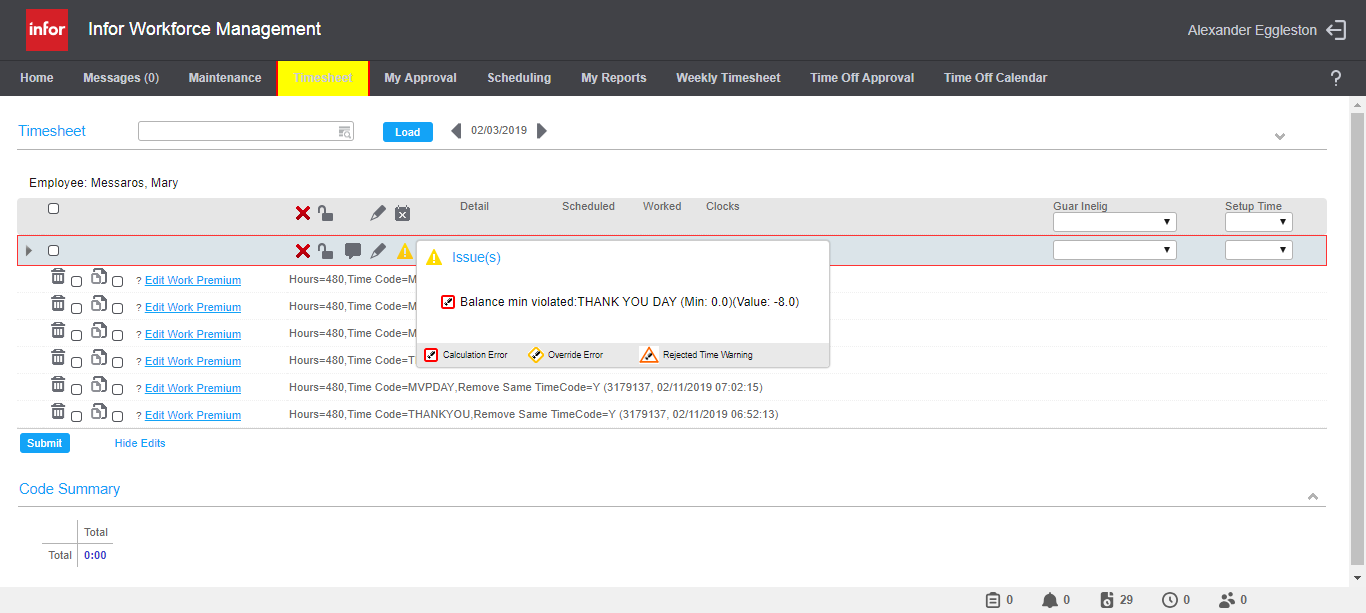 infor Infor Workforce Management Alexander Eggleston
Home Messages (0) Maintenance Timesheet My Approval Scheduling My Reports Weekly Timesheet Time Off Approval Time Off Calendar ?
Timesheet Load 02/03/2019
Employee: Messaros, Mary
Detail Scheduled Worked Clocks Guar Inelig Setup Time
Issue(s)
Balance min violated:THANK YOU DAY (Min: 0.0)(Value: -8.0)
Calculation Error Override Error Rejected Time Warning
? Edit Work Premium Hours=480,Time Code=M
? Edit Work Premium Hours=480,Time Code=M
? Edit Work Premium Hours=480,Time Code=M
? Edit Work Premium Hours=480,Time Code=T
? Edit Work Premium Hours=480,Time Code=MVPDAY,Remove Same TimeCode=Y (3179137, 02/11/2019 07:02:15)
? Edit Work Premium Hours=480,Time Code=THANKYOU,Remove Same TimeCode=Y (3179137, 02/11/2019 06:52:13)
Submit Hide Edits
Code Summary
Total
Total 0:00
0 0 29 0 0